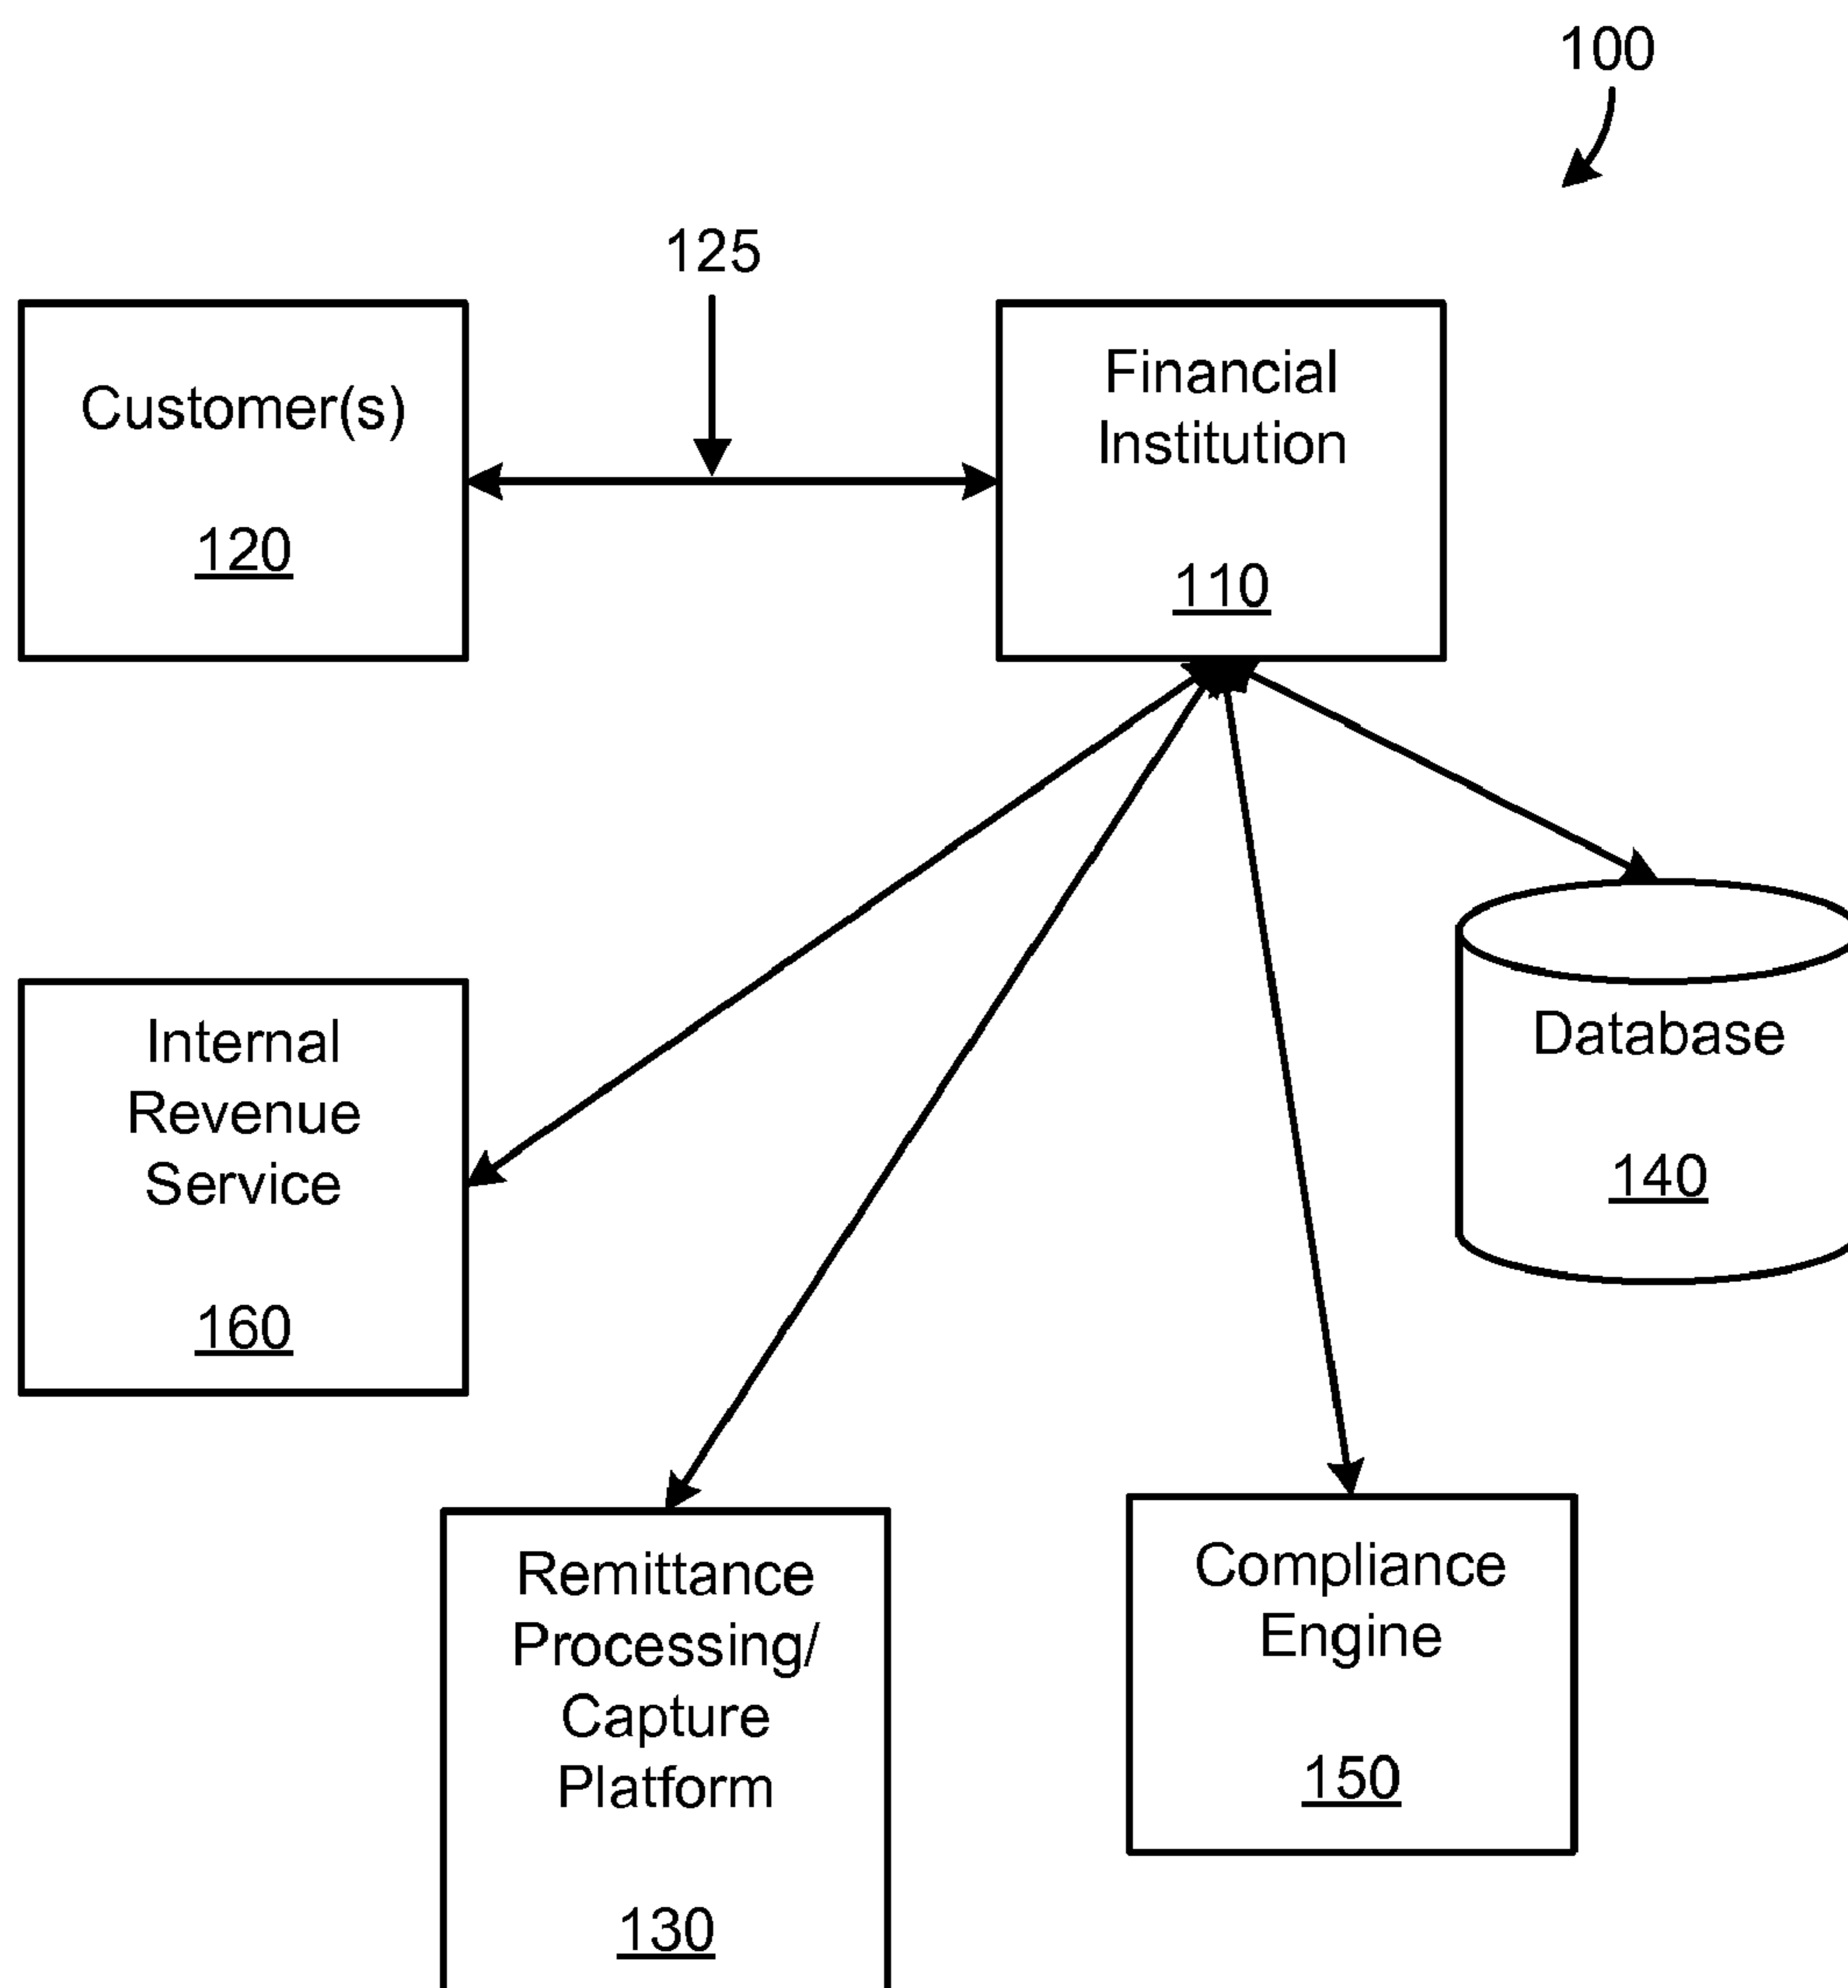 100
125
Customer(s)
120
Financial
Institution
110
Internal
Revenue
Service
160
Database
140
Remittance
Processing/
Capture
Platform
130
Compliance
Engine
150